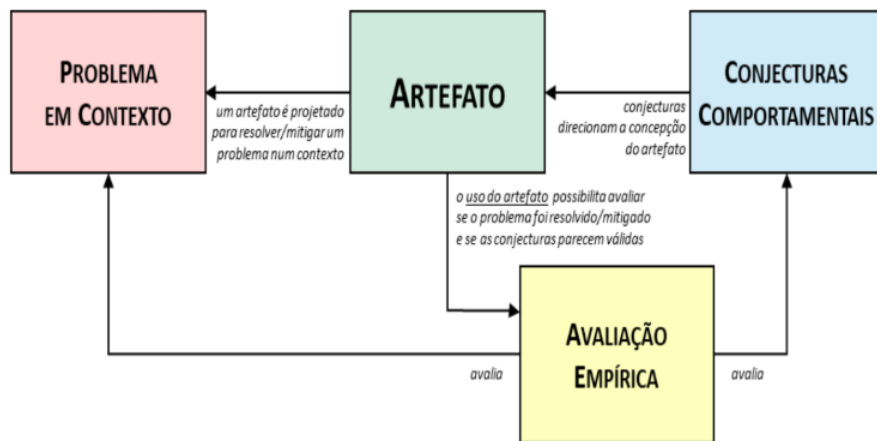 PROBLEMA
EM CONTEXTO
um artefato é projetado
para resolver/mitigar um
problema num contexto
ARTEFATO
conjecturas
direcionam a concepção
do artefato
CONJECTURAS
COMPORTAMENTAIS
o uso do artefato possibilita avaliar
se o problema foi resolvido/mitigado
e se as conjecturas parecem válidas
avalia
AVALIAÇÃO
EMPÍRICA
avalia